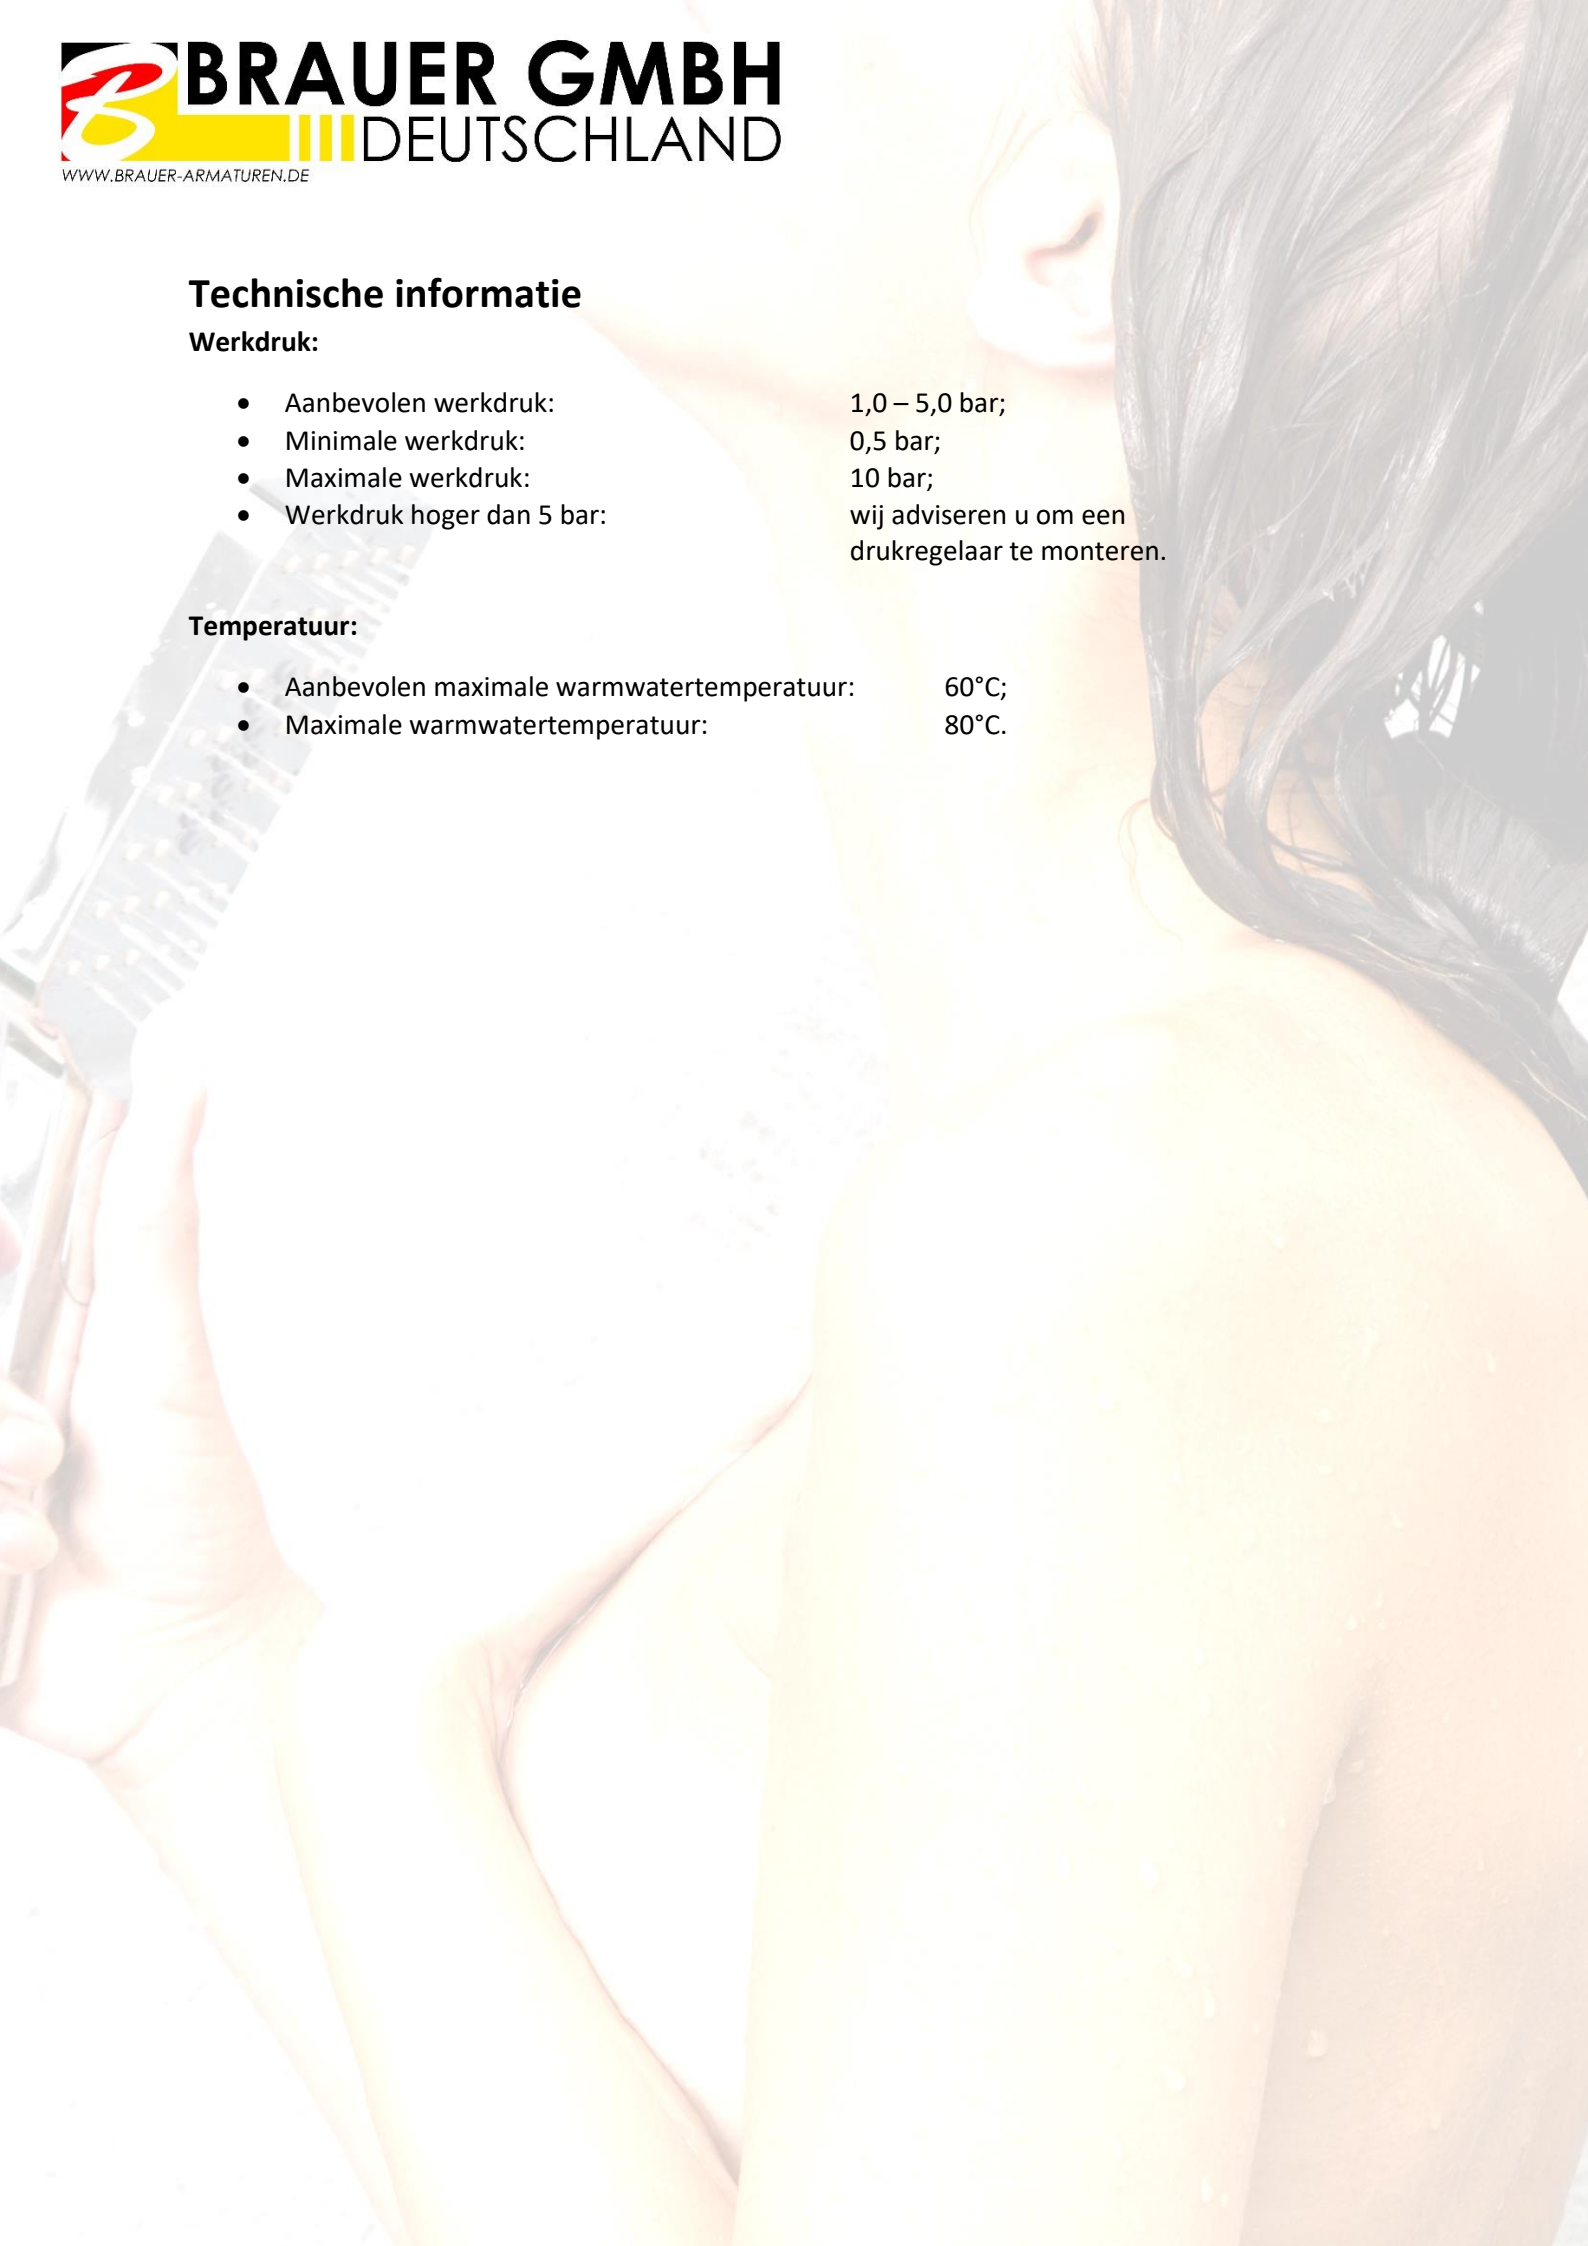 BRAUER GMBH
DEUTSCHLAND
WWW.BRAUER-ARMATUREN.DE
Technische informatie
Werkdruk:
• Aanbevolen werkdruk: 1,0 – 5,0 bar;
• Minimale werkdruk: 0,5 bar;
• Maximale werkdruk: 10 bar;
• Werkdruk hoger dan 5 bar: wij adviseren u om een
drukregelaar te monteren.
Temperatuur:
• Aanbevolen maximale warmwatertemperatuur: 60°C;
• Maximale warmwatertemperatuur: 80°C.